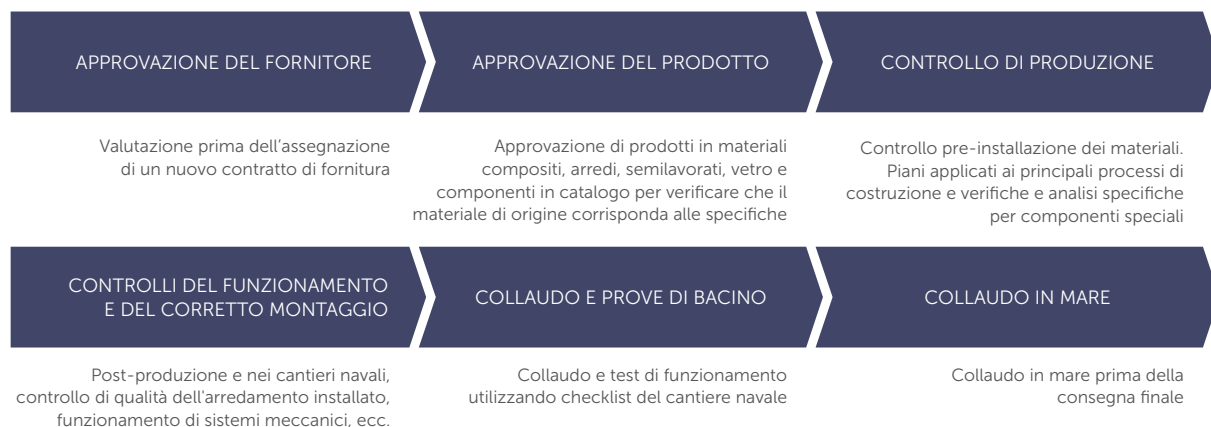 APPROVAZIONE DEL FORNITORE
APPROVAZIONE DEL PRODOTTO
CONTROLLO DI PRODUZIONE
Valutazione prima dell'assegnazione
di un nuovo contratto di fornitura
Approvazione di prodotti in materiali
compositi, arredi, semilavorati, vetro e
componenti in catalogo per verificare che il
materiale di origine corrisponda alle specifiche
Controllo pre-installazione dei materiali.
Piani applicati ai principali processi di
costruzione e verifiche e analisi specifiche
per componenti speciali
CONTROLLI DEL FUNZIONAMENTO
E DEL CORRETTO MONTAGGIO
COLLAUDO E PROVE DI BACINO
COLLAUDO IN MARE
Post-produzione e nei cantieri navali,
controllo di qualità dell'arredamento installato,
funzionamento di sistemi meccanici, ecc.
Collaudo e test di funzionamento
utilizzando checklist del cantiere navale
Collaudo in mare prima della
consegna finale